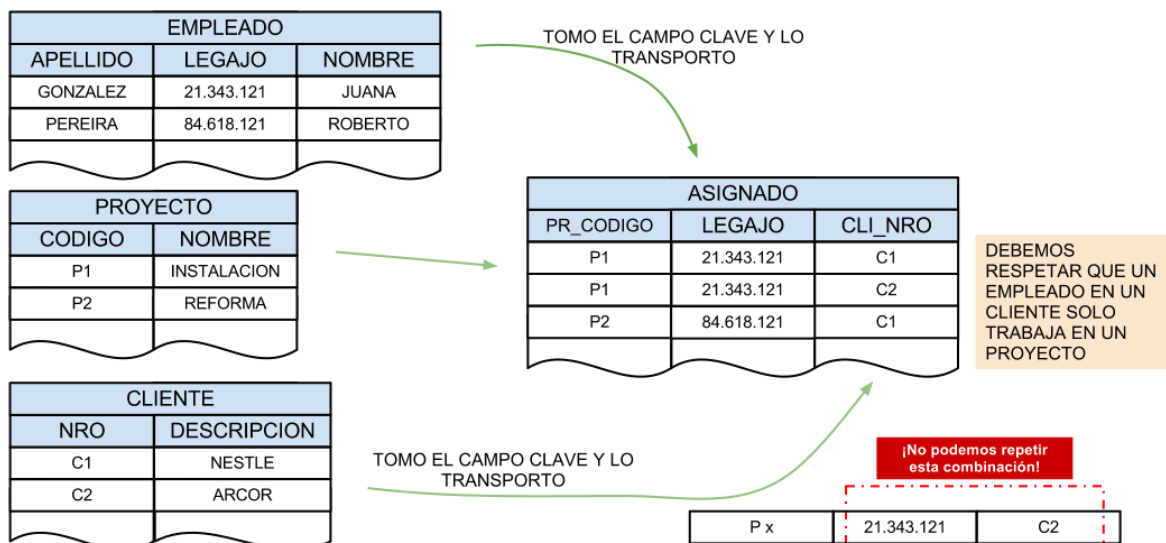 EMPLEADO
APELLIDO LEGAJO NOMBRE
GONZALEZ 21.343.121 JUANA
PEREIRA 84.618.121 ROBERTO
TOMO EL CAMPO CLAVE Y LO
TRANSPORTO
PROYECTO
CODIGO NOMBRE
P1 INSTALACION
P2 REFORMA
ASIGNADO
PR_CODIGO LEGAJO CLI_NRO
P1 21.343.121 C1
P1 21.343.121 C2
P2 84.618.121 C1
DEBEMOS
RESPETAR QUE UN
EMPLEADO EN UN
CLIENTE SOLO
TRABAJA EN UN
PROYECTO
CLIENTE
NRO DESCRIPCION
C1 NESTLE
C2 ARCOR
TOMO EL CAMPO CLAVE Y LO
TRANSPORTO
¡No podemos repetir
esta combinación!
P x 21.343.121 C2